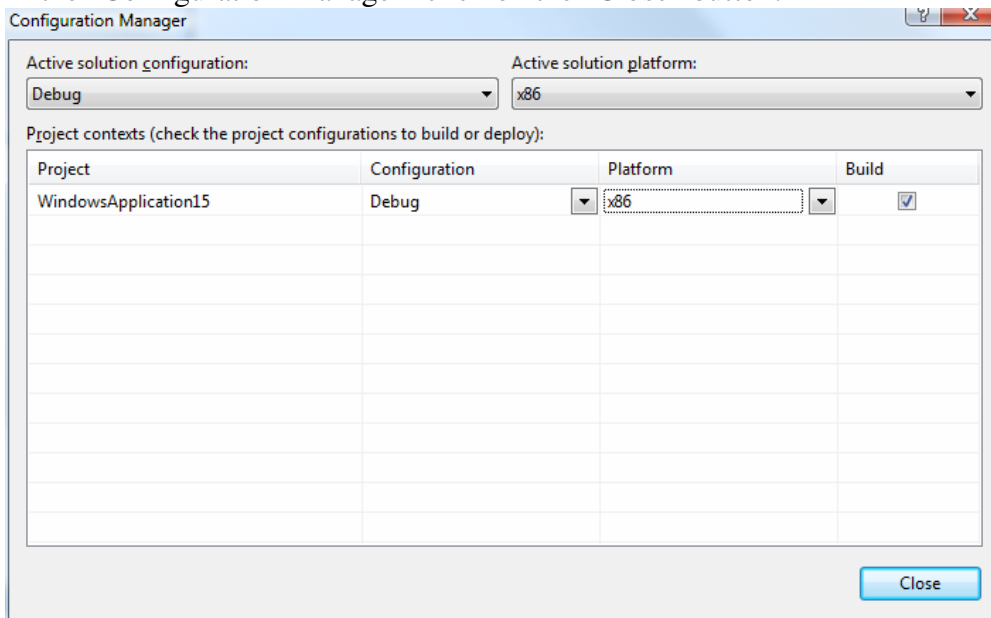 Configuration Manager
Active solution configuration: Active solution platform:
Debug x86
Project contexts (check the project configurations to build or deploy):
Project Configuration Platform Build
WindowsApplication15 Debug x86
Close